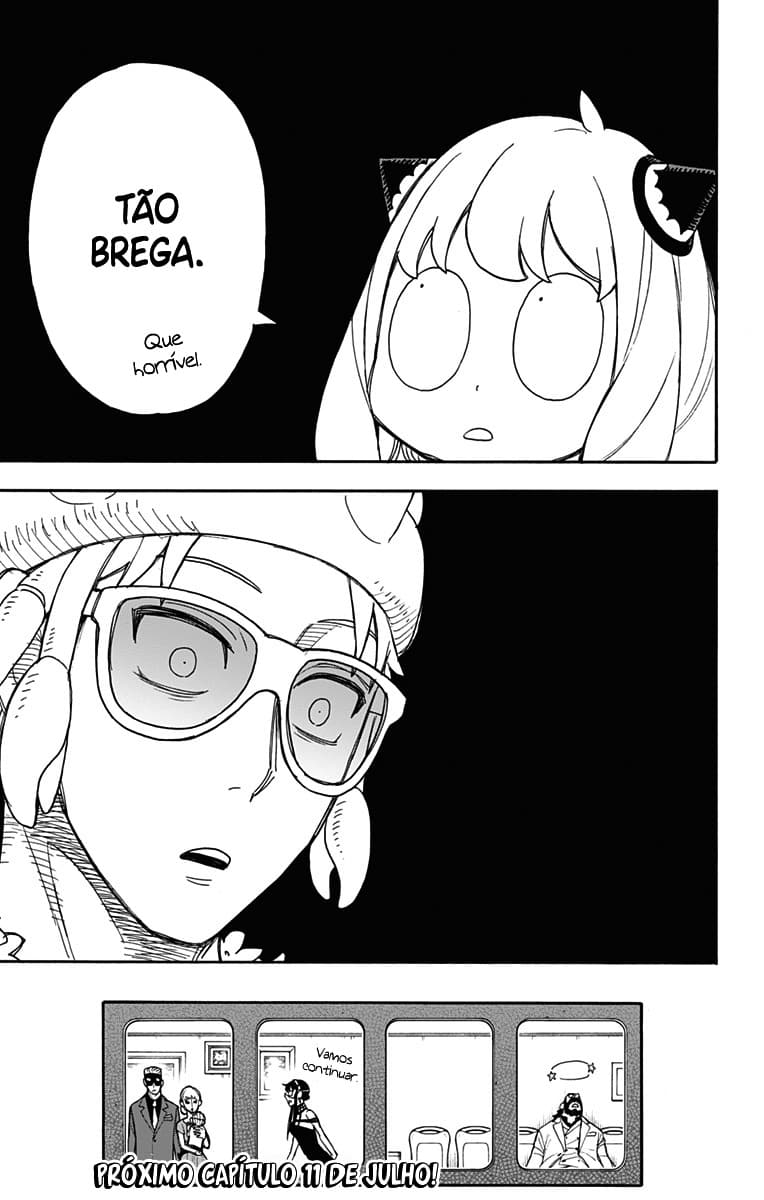 TÃO
BREGA.
Que
horrível.
Vamos
continuar.
PRÓXIMO CAPÍTULO 11 DE JULHO!